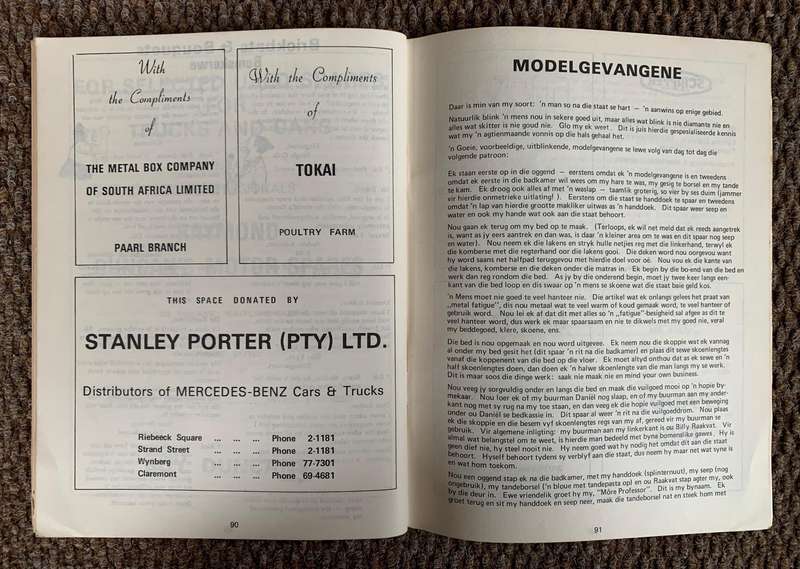 With
the Compliments
of
THE METAL BOX COMPANY
OF SOUTH AFRICA LIMITED
PAARL BRANCH
With the Compliments
of
TOKAI
POULTRY FARM
THIS SPACE DONATED BY
STANLEY PORTER (PTY) LTD.
Distributors of MERCEDES-BENZ Cars & Trucks
Riebeeck Square ... ... ... Phone 2-1181
Strand Street ... ... ... Phone 2-1181
Wynberg ... ... ... Phone 77-7301
Claremont ... ... ... Phone 69-4681
90
MODELGEVANGENE
Daar is min van my soort: 'n man so na die staat se hart — 'n aanwins op enige gebied.
Natuurlik blink 'n mens nou in sekere goed uit, maar alles wat blink is nie diamante nie en
alles wat skitter is nie goud nie. Glo my ek weet. Dit is juis hierdie gespesialiseerde kennis
wat my 'n agtienmaande vonnis op die hals gehaal het.
'n Goeie, voorbeeldige, uitblinkende, modelgevangene se lewe volg van dag tot dag die
volgende patroon:
Ek staan eerste op in die oggend — eerstens omdat ek 'n modelgevangene is en tweedens
omdat ek eerste in die badkamer wil wees om my hare te was, my gesig te borsel en my tande
te kam. Ek droog ook alles af met 'n waslap — taamlik groterig, so vier by ses duim (jammer
vir hierdie onmetrieke uitlating! ). Eerstens om die staat se handdoek te spaar en tweedens
omdat 'n lap van hierdie grootte makliker uitwas as 'n handdoek. Dit spaar weer seep en
water en ook my hande wat ook aan die staat behoort.
Nou gaan ek terug om my bed op te maak. (Terloops, ek wil net meld dat ek reeds aangetrek
is, want as jy eers aantrek en dan was, is daar 'n kleiner area om te was en dit spaar nog seep
en water). Nou neem ek die lakens en stryk hulle netjies reg met die linkerhand, terwyl ek
die komberse met die regterhand oor die lakens gooi. Die deken word nou oorgevou want
hy word saans net halfpad teruggevou met hierdie doel voor oë. Nou vou ek die kante van
die lakens, komberse en die deken onder die matras in. Ek begin by die bo-end van die bed en
werk dan reg rondom die bed. As jy by die onderend begin, moet jy twee keer langs een-
kant van die bed loop en dis swaar op 'n mens se skoene wat die staat baie geld kos.
'n Mens moet nie goed te veel hanteer nie. Die artikel wat ek onlangs gelees het praat van
„metal fatigue", dis nou metaal wat te veel warm of koud gemaak word, te veel hanteer of
gebruik word. Nou lei ek af dat dit met alles so 'n „fatigue"-besigheid sal afgee as dit te
veel hanteer word, dus werk ek maar spaarsaam en nie te dikwels met my goed nie, veral
my beddegoed, klere, skoene, ens.
Die bed is nou opgemaak en nou word uitgevee. Ek neem nou die skoppie wat ek vannag
al onder my bed gesit het (dit spaar 'n rit na die badkamer) en plaas dit sewe skoenlengtes
vanaf die koppenent van die bed op die vloer. Ek moet altyd onthou dat as ek sewe en 'n
half skoenlengtes doen, dan doen ek 'n halwe skoenlengte van die man langs my se werk.
Dit is maar soos die dinge werk: saak nie maak nie en mind your own business.
Nou veeg jy sorgvuldig onder en langs die bed en maak die vuilgoed mooi op 'n hopie by-
mekaar. Nou loer ek of my buurman Daniël nog slaap, en of my buurman aan my ander-
kant nog met sy rug na my toe staan, en dan veeg ek die hopie vuilgoed met een beweging
onder ou Daniël se bedkassie in. Dit spaar al weer 'n rit na die vuilgoeddrom. Nou plaas
ek die skoppie en die besem vyf skoenlengtes regs van my af, gereed vir my buurman se
gebruik. Vir algemene inligting: my buurman aan my linkerkant is ou Billy Raakvat. Vir
almal wat belangstel om te weet, is hierdie man bedeeld met byna bomenslike gawes. Hy is
geen dief nie, hy steel nooit nie. Hy neem goed wat hy nodig het omdat dit aan die staat
behoort. Hyself behoort tydens sy verblyf aan die staat, dus neem hy maar net wat syne is
en wat hom toekom.
Nou een oggend stap ek na die badkamer, met my handdoek (splinternuut), my seep (nog
ongebruik), my tandeborsel ('n bloue met tandepasta op) en ou Raakvat stap agter my, ook
by die deur in. Ewe vriendelik groet hy my, "Môre Professor". Dit is my bynaam. Ek
groet terug en sit my handdoek en seep neer, maak die tandeborsel nat en steek hom met
91